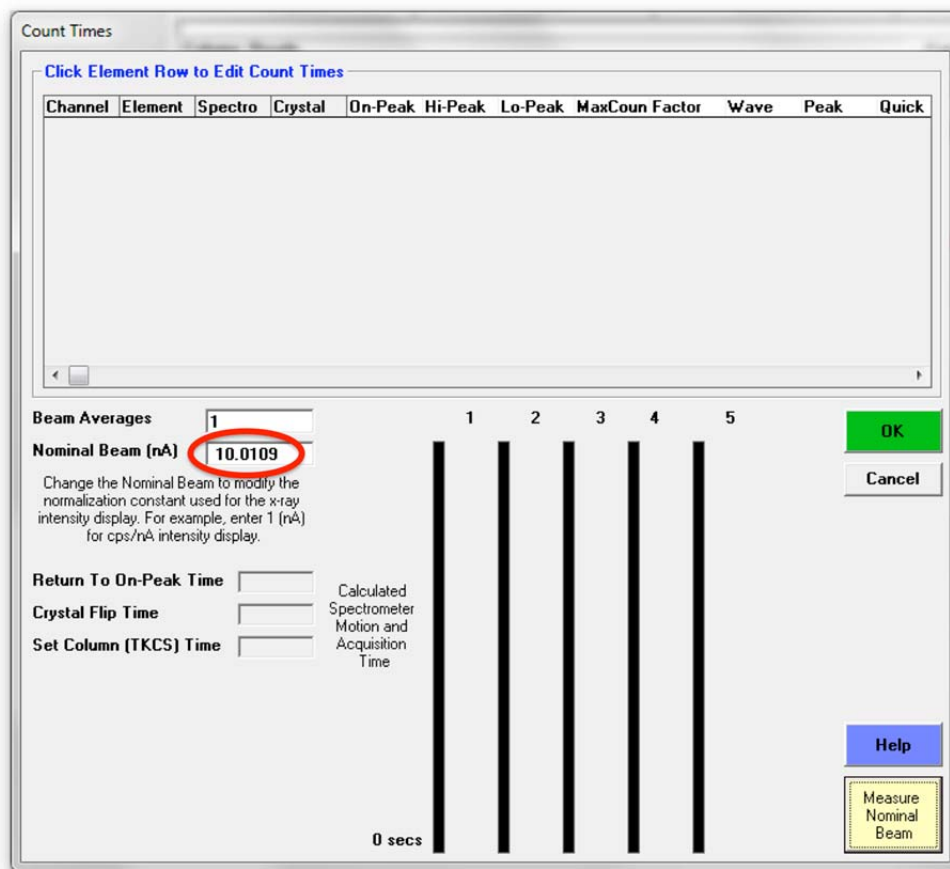 Count Times
Click Element Row to Edit Count Times
Channel Element Spectro Crystal On-Peak Hi-Peak Lo-Peak MaxCoun Factor Wave Peak Quick
Beam Averages 1
Nominal Beam (nA) 10.0109
Change the Nominal Beam to modify the
normalization constant used for the x-ray
intensity display. For example, enter 1 (nA)
for cps/nA intensity display.
Return To On-Peak Time
Crystal Flip Time
Set Column (TKCS) Time
Calculated
Spectrometer
Motion and
Acquisition
Time
1 2 3 4 5
0 secs
OK
Cancel
Help
Measure
Nominal
Beam